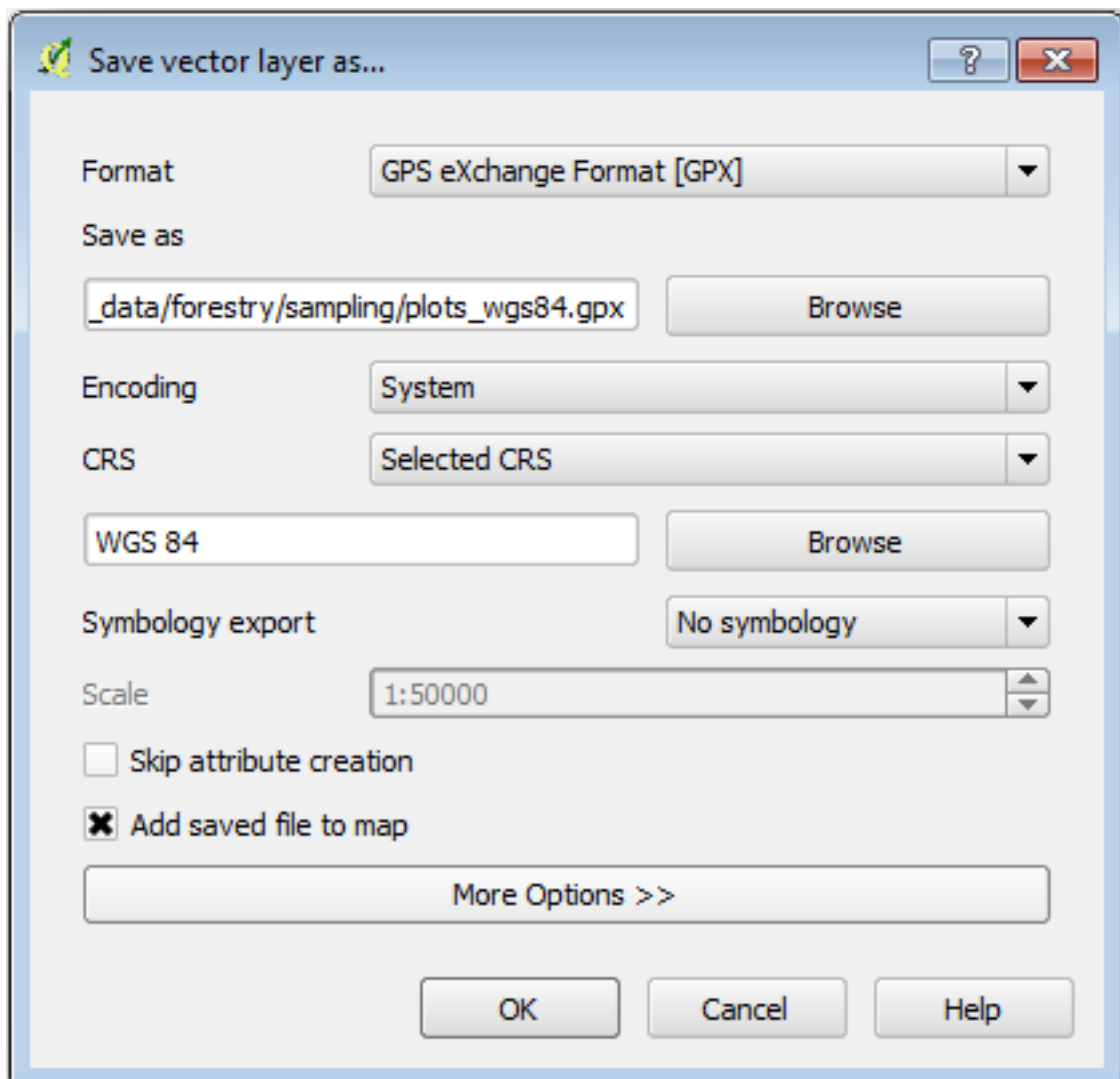 Save vector layer as...
?
Format GPS eXchange Format [GPX]
Save as
_data/forestry/sampling/plots_wgs84.gpx Browse
Encoding System
CRS Selected CRS
WGS 84 Browse
Symbology export No symbology
Scale 1:50000
Skip attribute creation
Add saved file to map
More Options >>
OK Cancel Help